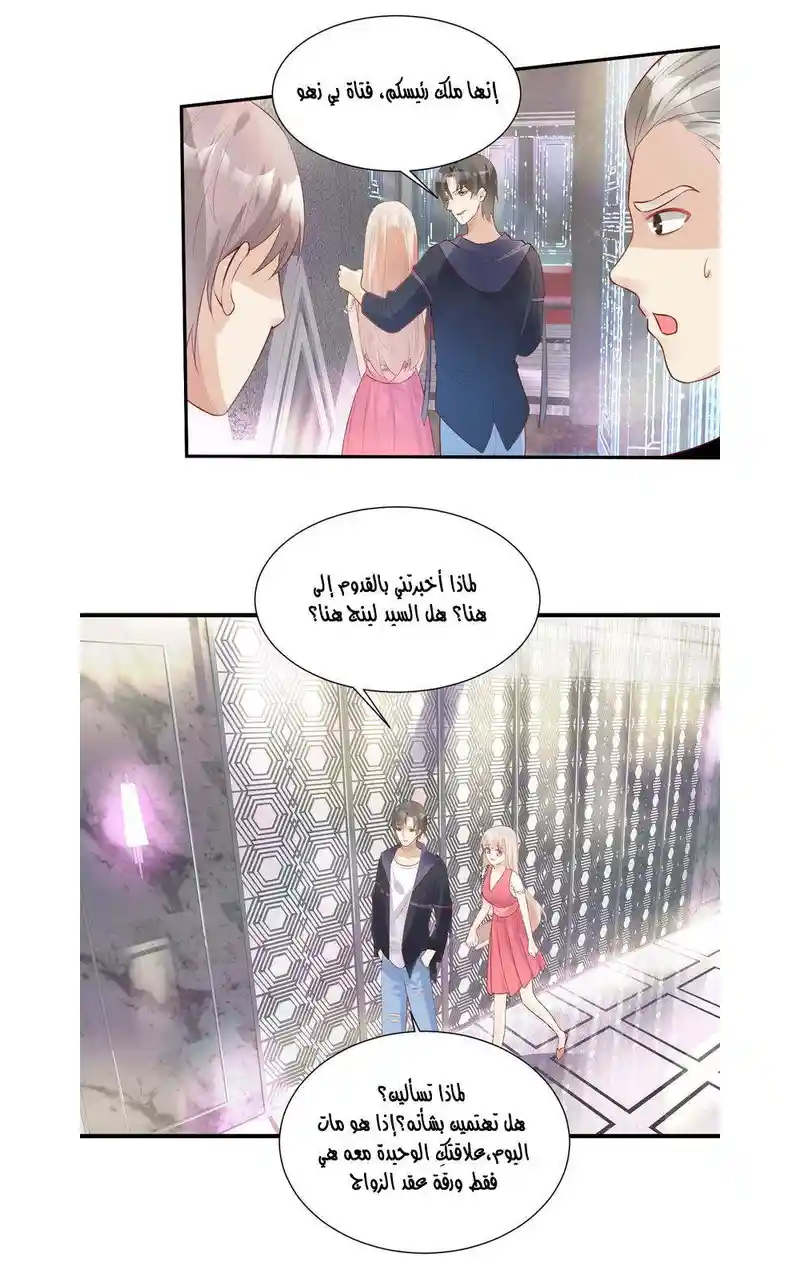 إنها ملك رئيسكم، فتاة بي زهو
لماذا أخبرتني بالقدوم إلى
هنا؟ هل السيد لينج هنا؟
لماذا تسألين؟
هل تهتمين بشأنه؟إذا هو مات
اليوم،علاقتكِ الوحيدة معه هي
فقط ورقة عقد الزواج